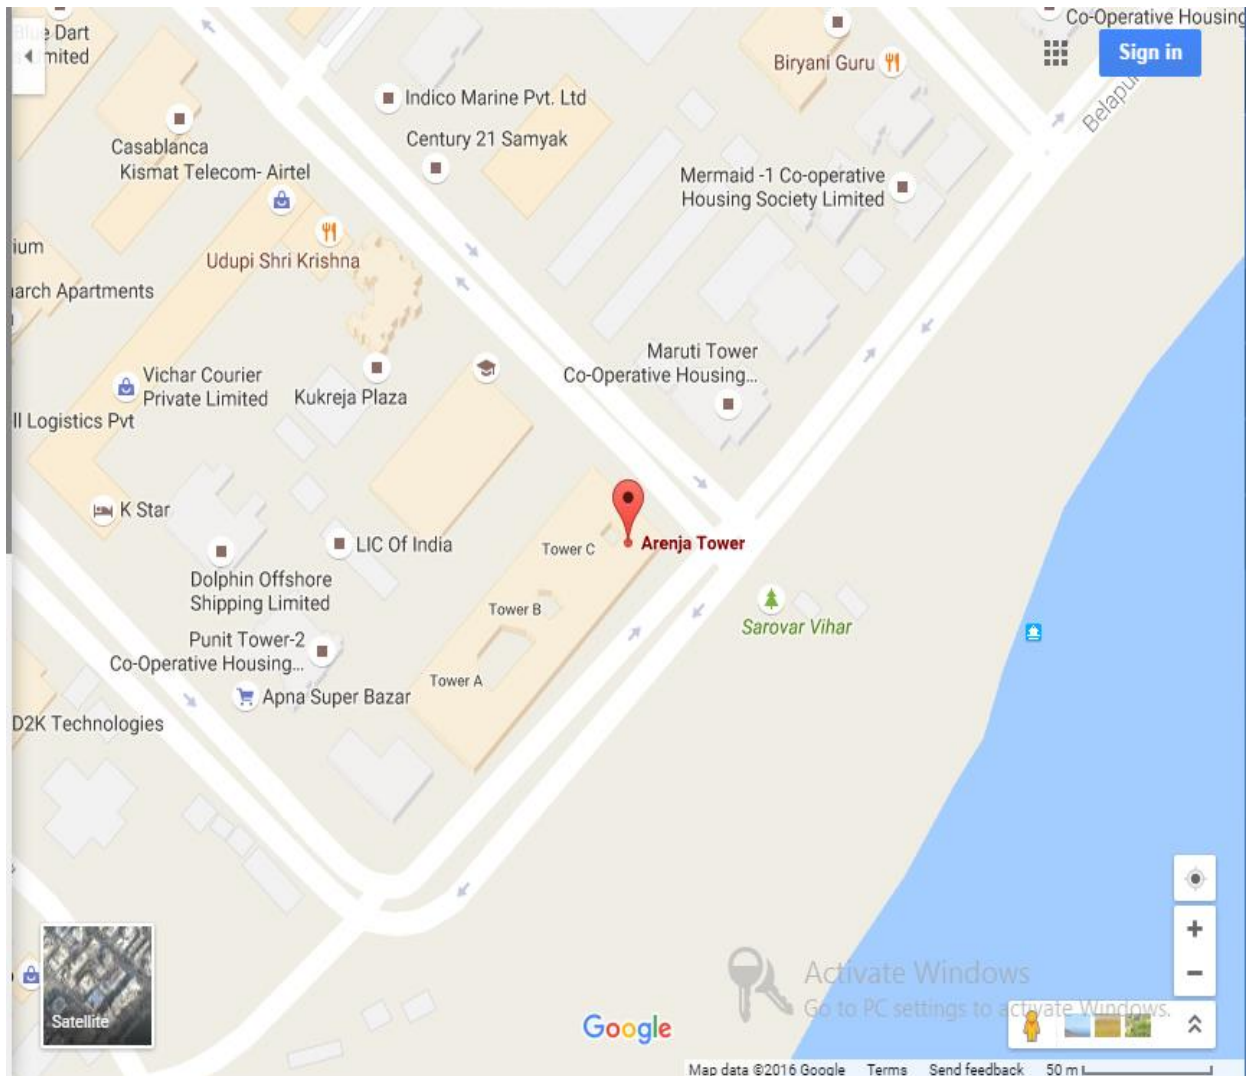 Blue Dart
Limited
Co-Operative Housing
Sign in
Biryani Guru
Belapur
Indico Marine Pvt. Ltd
Century 21 Samyak
Casablanca
Kismat Telecom- Airtel
Mermaid -1 Co-operative
Housing Society Limited
ium
Udupi Shri Krishna
arch Apartments
Maruti Tower
Co-Operative Housing...
Vichar Courier
Private Limited
Kukreja Plaza
ll Logistics Pvt
K Star
LIC Of India
Tower C
Arenja Tower
Dolphin Offshore
Shipping Limited
Tower B
Sarovar Vihar
Punit Tower-2
Co-Operative Housing...
Tower A
Apna Super Bazar
D2K Technologies
Satellite
Activate Windows
Go to PC settings to activate Windows.
Google
Map data ©2016 Google Terms Send feedback 50 m